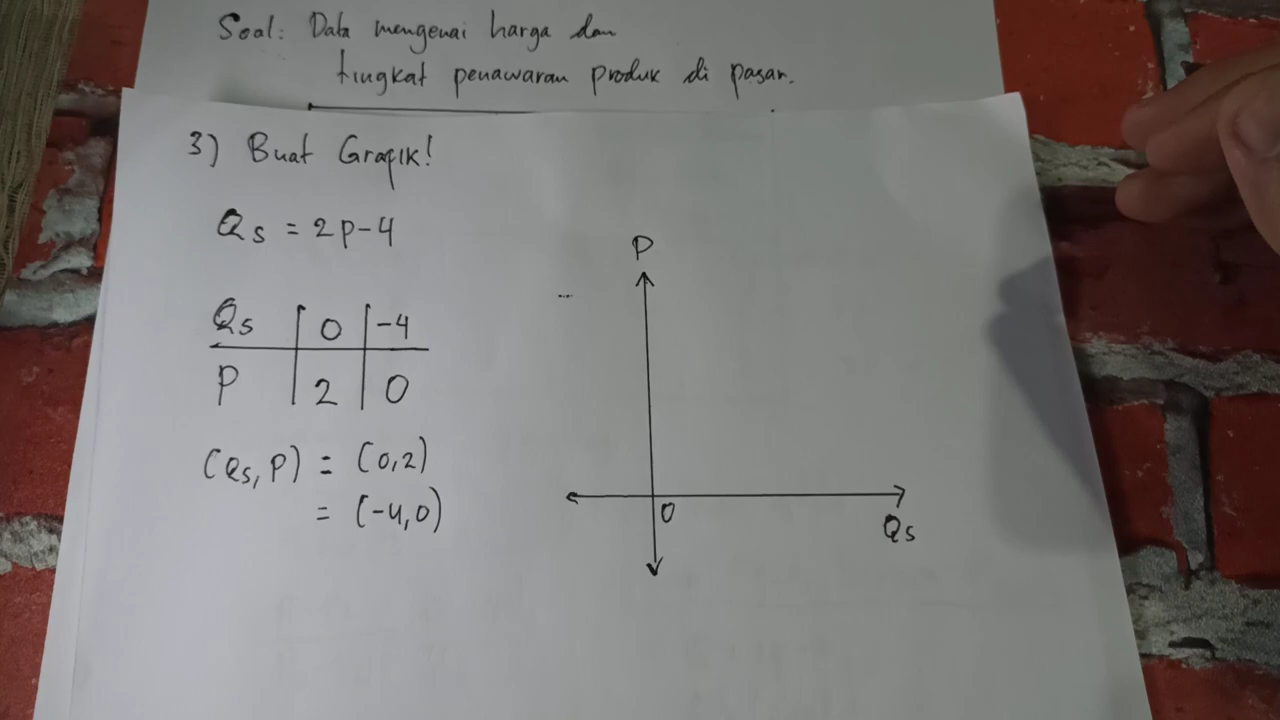 Soal: Data mengenai harga dan
tingkat penawaran produk di pasar.
3) Buat Grafik!
Qs = 2P-4
Qs | 0 | -4
P | 2 | 0
(Qs, P) = (0,2)
= (-4,0)
P
0
Qs